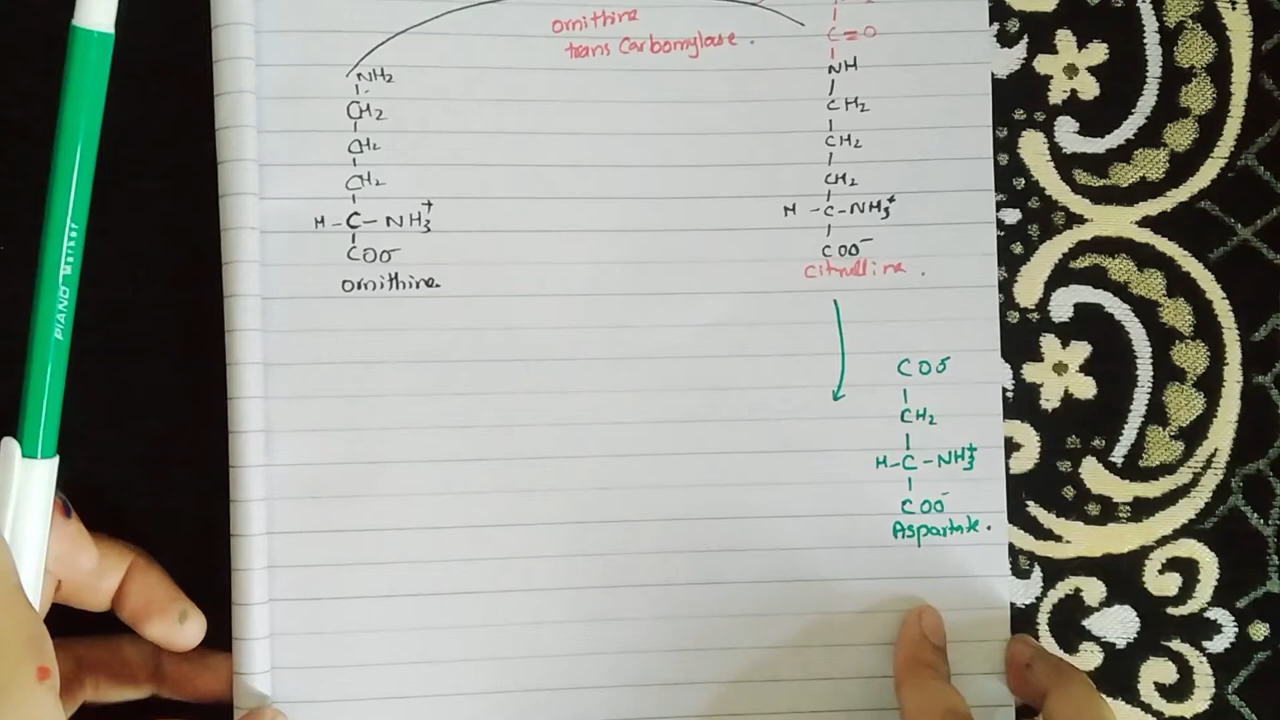 ornithine
trans Carbomylase.
NH₂
CH₂
CH₂
CH₂
H-C-NH₃⁺
COO⁻
ornithine
C=O
NH
CH₂
CH₂
CH₂
H-C-NH₃⁺
COO⁻
citrulline.
COO⁻
CH₂
H-C-NH₃⁺
COO⁻
Aspartate.
PIANO Marker